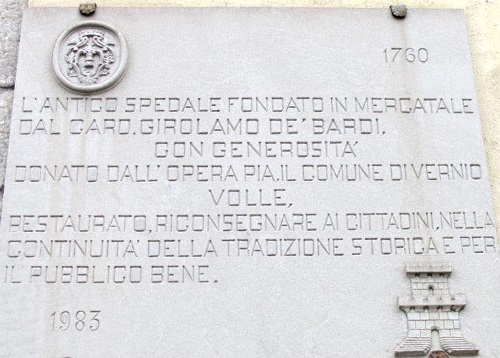 1760
L'ANTICO SPEDALE FONDATO IN MERCATALE
DAL CARD. GIROLAMO DE' BARDI,
CON GENEROSITA'
DONATO DALL' OPERA PIA, IL COMUNE DI VERNIO
VOLLE,
RESTAURATO, RICONSEGNARE AI CITTADINI, NELLA
CONTINUITA' DELLA TRADIZIONE STORICA E PER
IL PUBBLICO BENE.
1983